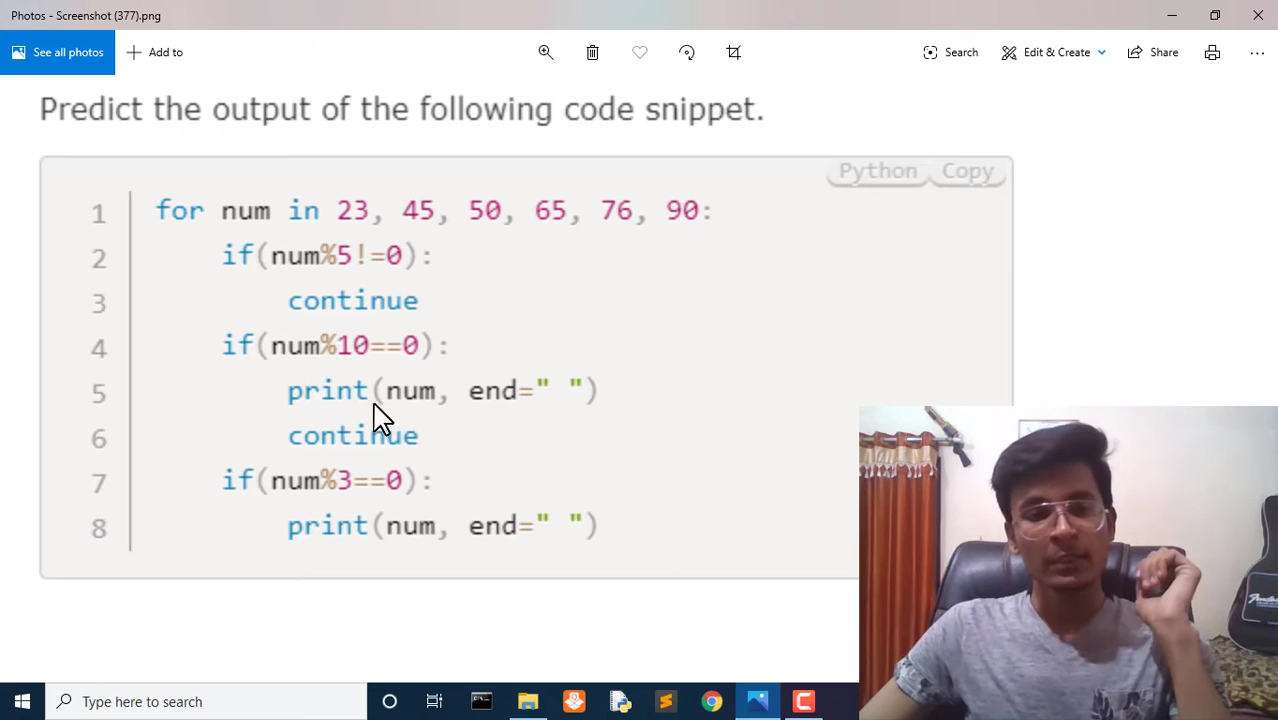 Photos - Screenshot (377).png
See all photos
Add to
Search
Edit & Create
Share
Predict the output of the following code snippet.
Python Copy
1 for num in 23, 45, 50, 65, 76, 90:
2 if(num%5!=0):
3 continue
4 if(num%10==0):
5 print(num, end=" ")
6 continue
7 if(num%3==0):
8 print(num, end=" ")
Fender
Type here to search